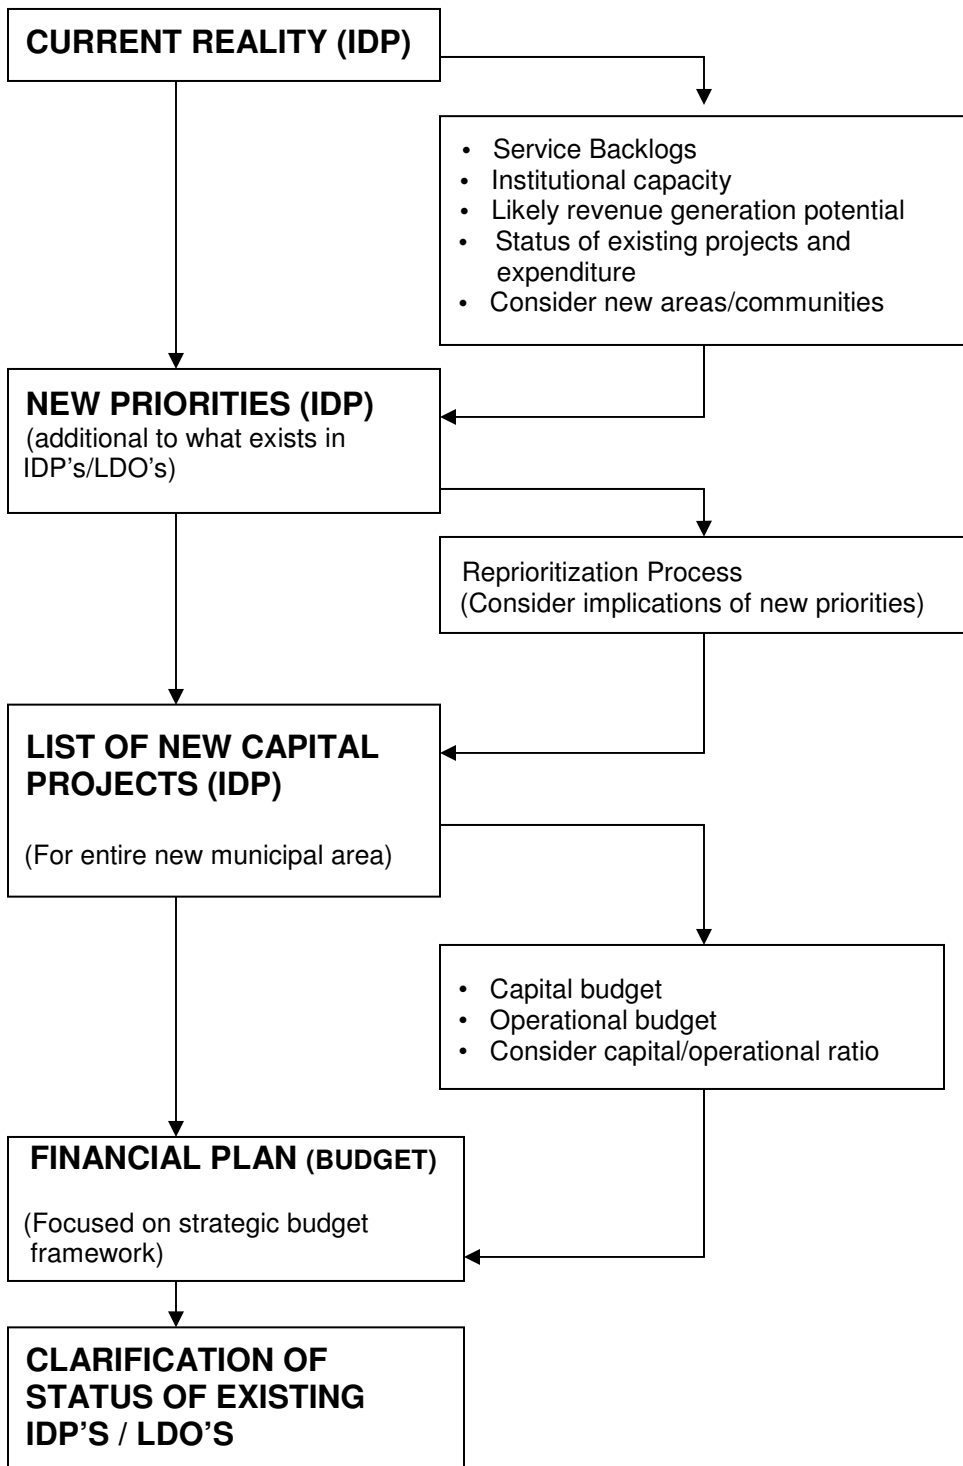 CURRENT REALITY (IDP)
• Service Backlogs
• Institutional capacity
• Likely revenue generation potential
• Status of existing projects and
expenditure
• Consider new areas/communities
NEW PRIORITIES (IDP)
(additional to what exists in
IDP's/LDO's)
Reprioritization Process
(Consider implications of new priorities)
LIST OF NEW CAPITAL
PROJECTS (IDP)
(For entire new municipal area)
• Capital budget
• Operational budget
• Consider capital/operational ratio
FINANCIAL PLAN (BUDGET)
(Focused on strategic budget
framework)
CLARIFICATION OF
STATUS OF EXISTING
IDP'S / LDO'S